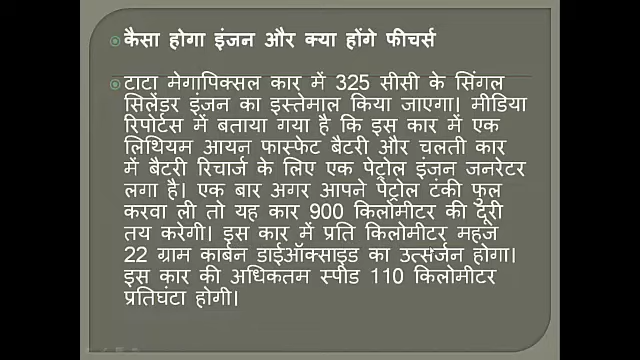 कैसा होगा इंजन और क्या होंगे फीचर्स
टाटा मेगापिक्सल कार में 325 सीसी के सिंगल
सिलेंडर इंजन का इस्तेमाल किया जाएगा। मीडिया
रिपोर्टस में बताया गया है कि इस कार में एक
लिथियम आयन फास्फेट बैटरी और चलती कार
में बैटरी रिचार्ज के लिए एक पेट्रोल इंजन जनरेटर
लगा है। एक बार अगर आपने पेट्रोल टंकी फुल
करवा ली तो यह कार 900 किलोमीटर की दूरी
तय करेगी। इस कार में प्रति किलोमीटर महज
22 ग्राम कार्बन डाईऑक्साइड का उत्सर्जन होगा।
इस कार की अधिकतम स्पीड 110 किलोमीटर
प्रतिघंटा होगी।